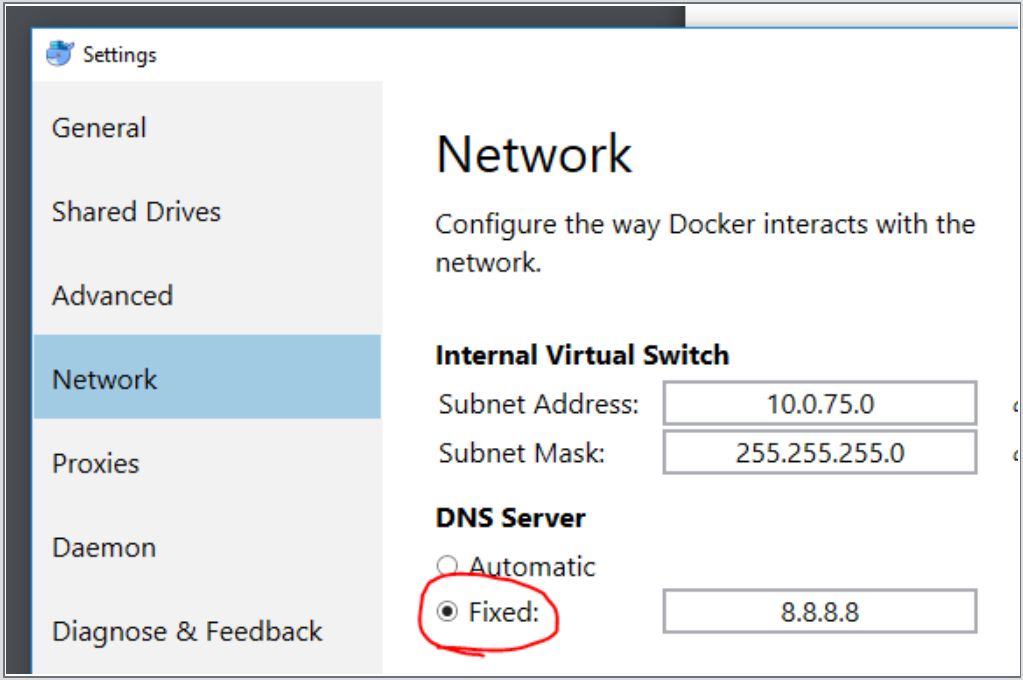 Settings
General
Shared Drives
Advanced
Network
Proxies
Daemon
Diagnose & Feedback
Network
Configure the way Docker interacts with the
network.
Internal Virtual Switch
Subnet Address: 10.0.75.0
Subnet Mask: 255.255.255.0
DNS Server
Automatic
Fixed: 8.8.8.8